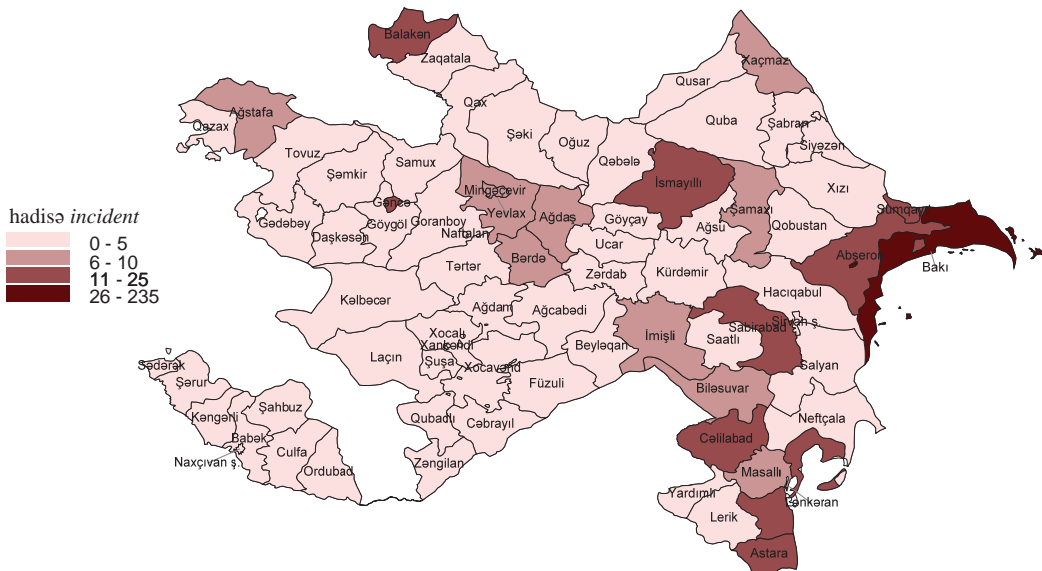 Balakən
Zaqatala
Xaçmaz
Qusar
Qax
Ağstafa
Qazax
Quba
Şabran
Şəki
Oğuz
Siyəzən
Tovuz
Samux
Qəbələ
Şəmkir
İsmayıllı
Xızı
Mingəçevir
Gəncə
Yevlax
Ağdaş
Şamaxı
Sumqayıt
hadisə incident
Gədəbəy
Göygöl
Goranboy
Göyçay
Ağsu
Qobustan
Daşkəsən
Naftalan
Ucar
Abşeron
0 - 5
6 - 10
11 - 25
26 - 235
Bərdə
Bakı
Tərtər
Zərdab
Kürdəmir
Hacıqabul
Kəlbəcər
Ağdam
Ağcabədi
Şirvan ş.
Sabirabad
Xocalı
Xankəndi
İmişli
Saatlı
Laçın
Şuşa
Beyləqan
Xocavənd
Salyan
Sədərək
Şərur
Füzuli
Biləsuvar
Şahbuz
Kəngərli
Qubadlı
Cəbrayıl
Neftçala
Babək
Cəlilabad
Culfa
Naxçıvan ş.
Zəngilan
Ordubad
Masallı
Yardımlı
Lənkəran
Lerik
Astara